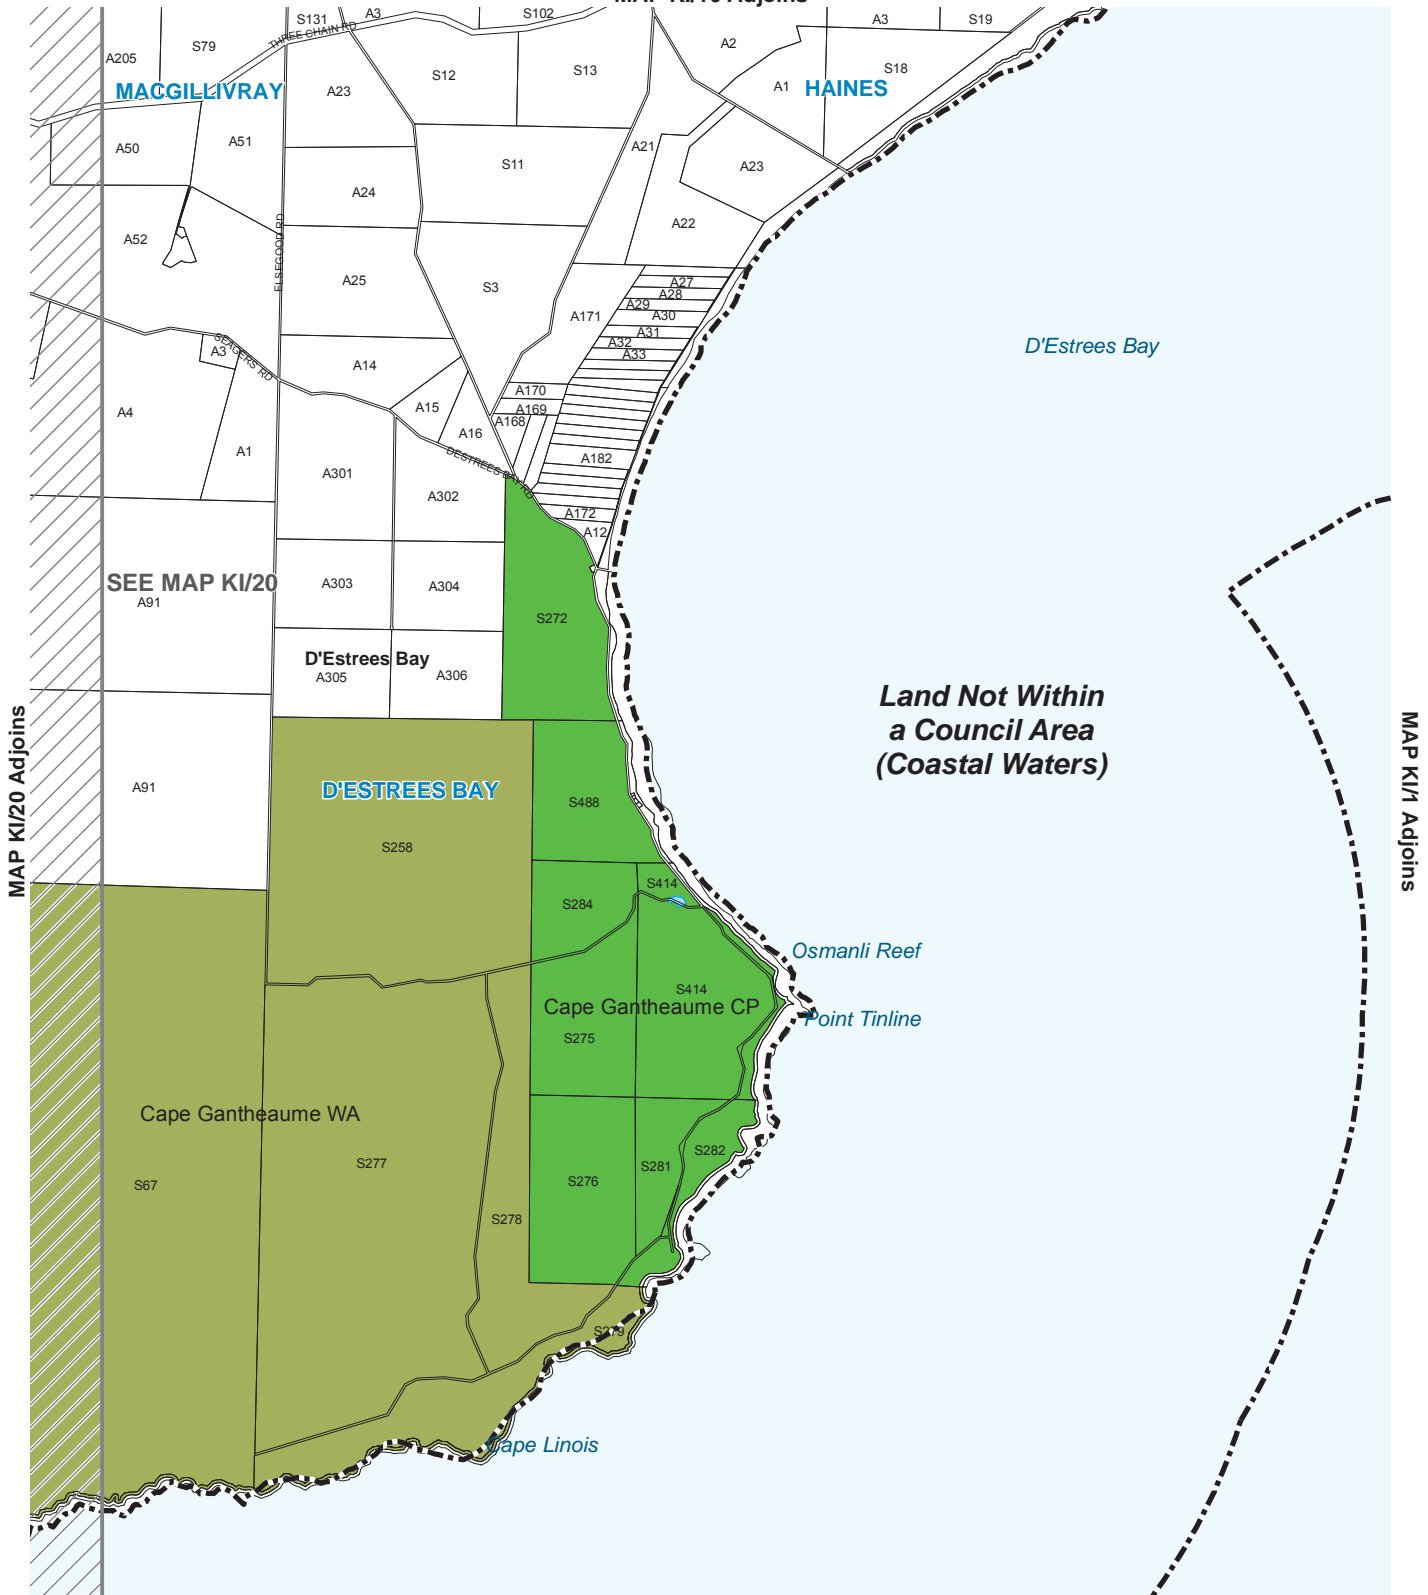 MAP KI/19 Adjoins
S131
A3
S102
A3
S19
A205
S79
THREE CHAIN RD
A2
MACGILLIVRAY
A23
S12
S13
A1
HAINES
S18
A50
A51
S11
A21
A23
A24
A52
ELSEGOOD RD
A22
A25
S3
A27
A28
A29
A30
A171
A31
A32
A33
D'Estrees Bay
SEAGERS RD
A3
A14
A170
A169
A168
A4
A15
A16
A1
A301
DESTREES BAY RD
A182
A302
A172
A12
SEE MAP KI/20
A91
A303
A304
S272
D'Estrees Bay
A305
A306
Land Not Within
a Council Area
(Coastal Waters)
MAP KI/20 Adjoins
MAP KI/1 Adjoins
A91
D'ESTREES BAY
S488
S258
S414
S284
Osmanli Reef
S414
Cape Gantheaume CP
Point Tinline
S275
Cape Gantheaume WA
S277
S67
S276
S281
S282
S278
S279
Cape Linois